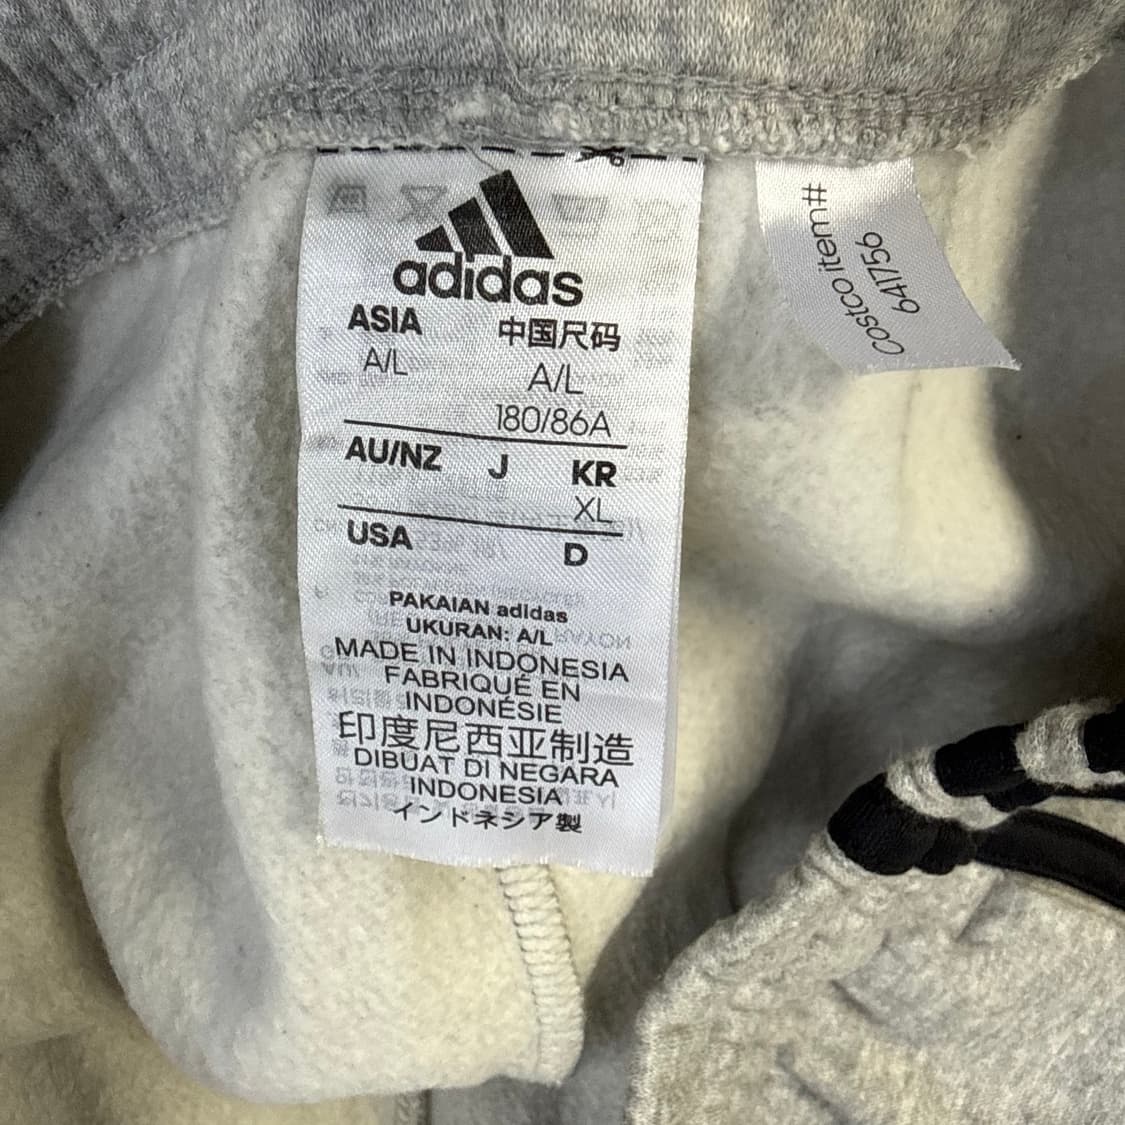 adidas
ASIA 中国尺码
A/L A/L
180/86A
AU/NZ J KR
XL
USA D
PAKAIAN adidas
UKURAN: A/L
MADE IN INDONESIA
FABRIQUÉ EN
INDONÉSIE
印度尼西亚制造
DIBUAT DI NEGARA
INDONESIA
インドネシア製
Costco item#
641756